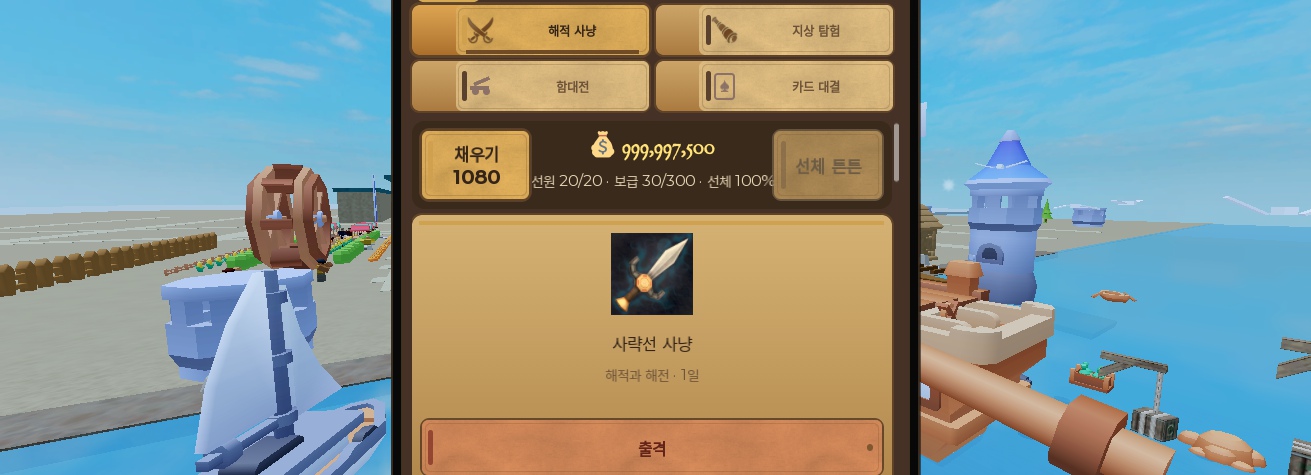 해적 사냥
지상 탐험
함대전
카드 대결
채우기
1080
999,997,500
선원 20/20 · 보급 30/300 · 선체 100%
선체 튼튼
사략선 사냥
해적과 해전 · 1일
출격